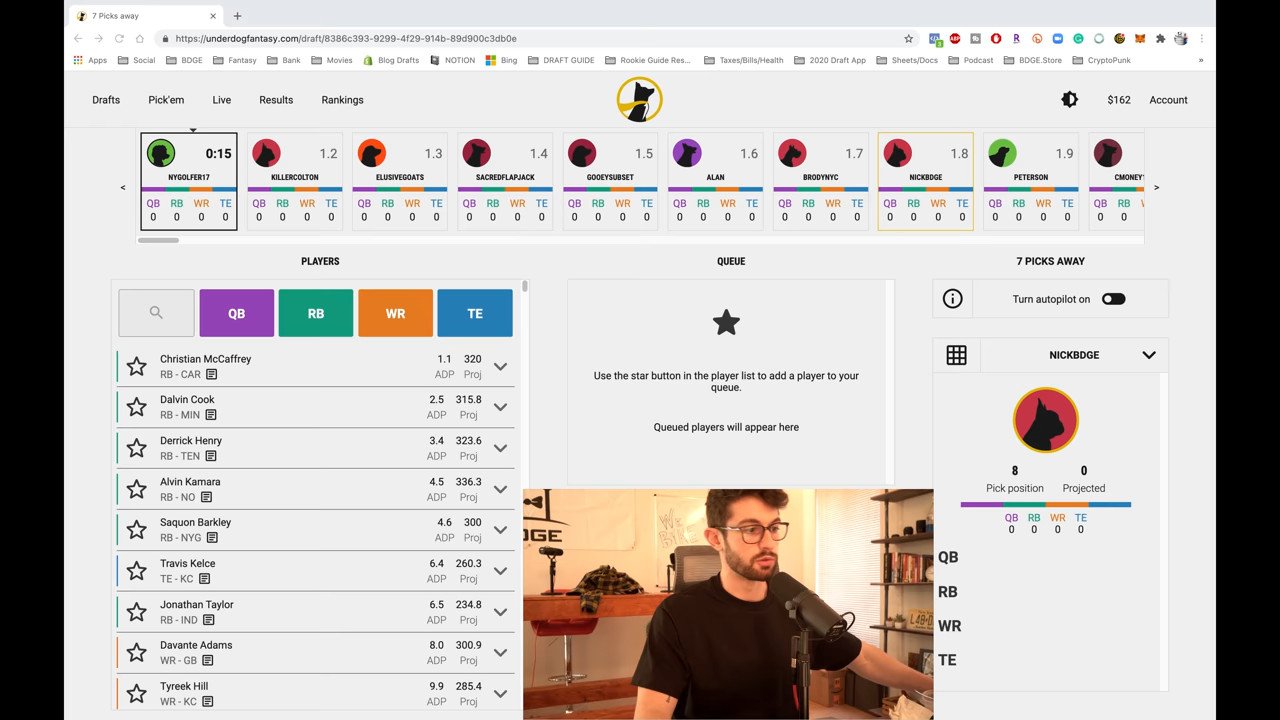 7 Picks away
https://underdogfantasy.com/draft/8386c393-9299-4f29-914b-89d900c3db0e
Apps Social BDGE Fantasy Bank Movies Blog Drafts NOTION Bing DRAFT GUIDE Rookie Guide Res... Taxes/Bills/Health 2020 Draft App Sheets/Docs Podcast BDGE.Store CryptoPunk »
Drafts Pick'em Live Results Rankings $162 Account
0:15 1.2 1.3 1.4 1.5 1.6 1.7 1.8 1.9
NYGOLFER17 KILLERCOLTON ELUSIVEGOATS SACREDFLAPJACK GOOEYSUBSET ALAN BRODYNYC NICKBDGE PETERSON CMONEY
< >
QB RB WR TE QB RB WR TE QB RB WR TE QB RB WR TE QB RB WR TE QB RB WR TE QB RB WR TE QB RB WR TE QB RB WR TE QB RB
0 0 0 0 0 0 0 0 0 0 0 0 0 0 0 0 0 0 0 0 0 0 0 0 0 0 0 0 0 0 0 0 0 0 0 0 0 0
PLAYERS
QB RB WR TE
Christian McCaffrey 1.1 320
RB - CAR ADP Proj
Dalvin Cook 2.5 315.8
RB - MIN ADP Proj
Derrick Henry 3.4 323.6
RB - TEN ADP Proj
Alvin Kamara 4.5 336.3
RB - NO ADP Proj
Saquon Barkley 4.6 300
RB - NYG ADP Proj
Travis Kelce 6.4 260.3
TE - KC ADP Proj
Jonathan Taylor 6.5 234.8
RB - IND ADP Proj
Davante Adams 8.0 300.9
WR - GB ADP Proj
Tyreek Hill 9.9 285.4
WR - KC ADP Proj
QUEUE
Use the star button in the player list to add a player to your
queue.
Queued players will appear here
7 PICKS AWAY
Turn autopilot on
NICKBDGE
8 0
Pick position Projected
QB RB WR TE
0 0 0 0
QB
RB
WR
TE